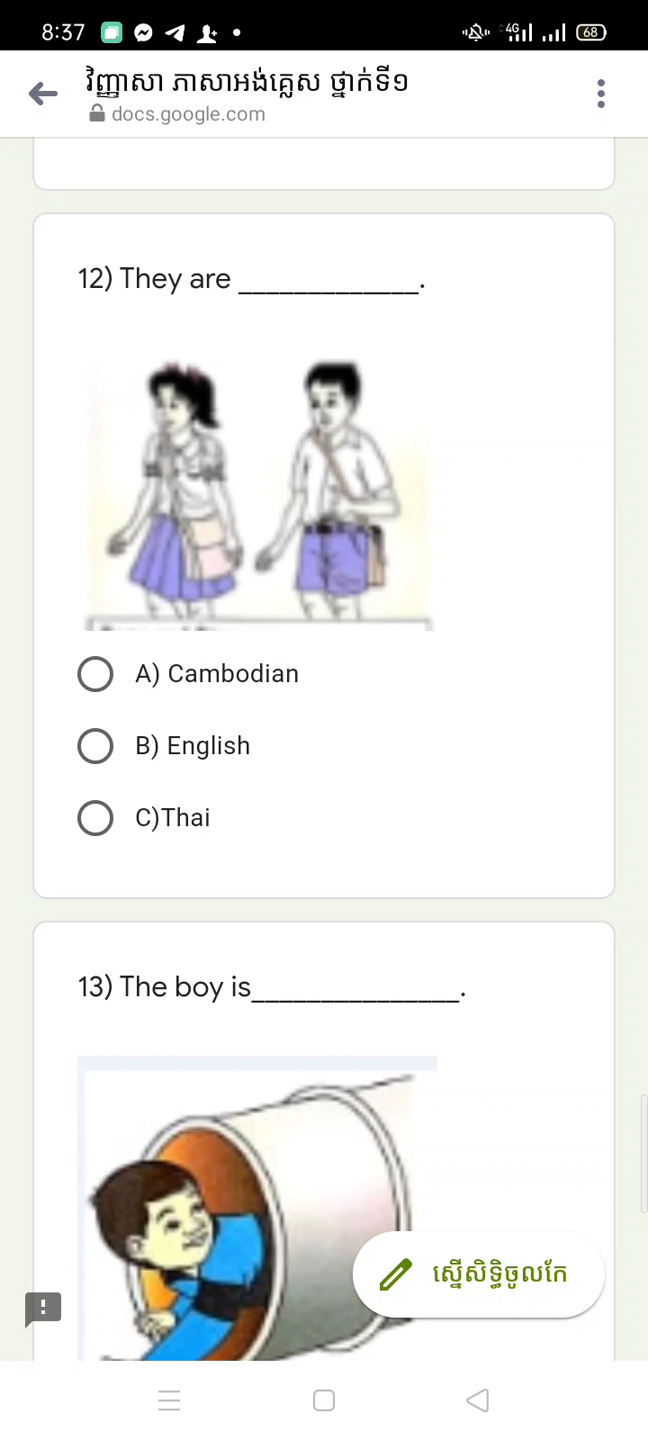 8:37
4G
68
វិញ្ញាសា ភាសាអង់គ្លេស ថ្នាក់ទី១
docs.google.com
12) They are _____________.
A) Cambodian
B) English
C)Thai
13) The boy is_______________.
ស្នើសិទ្ធិចូលកែ